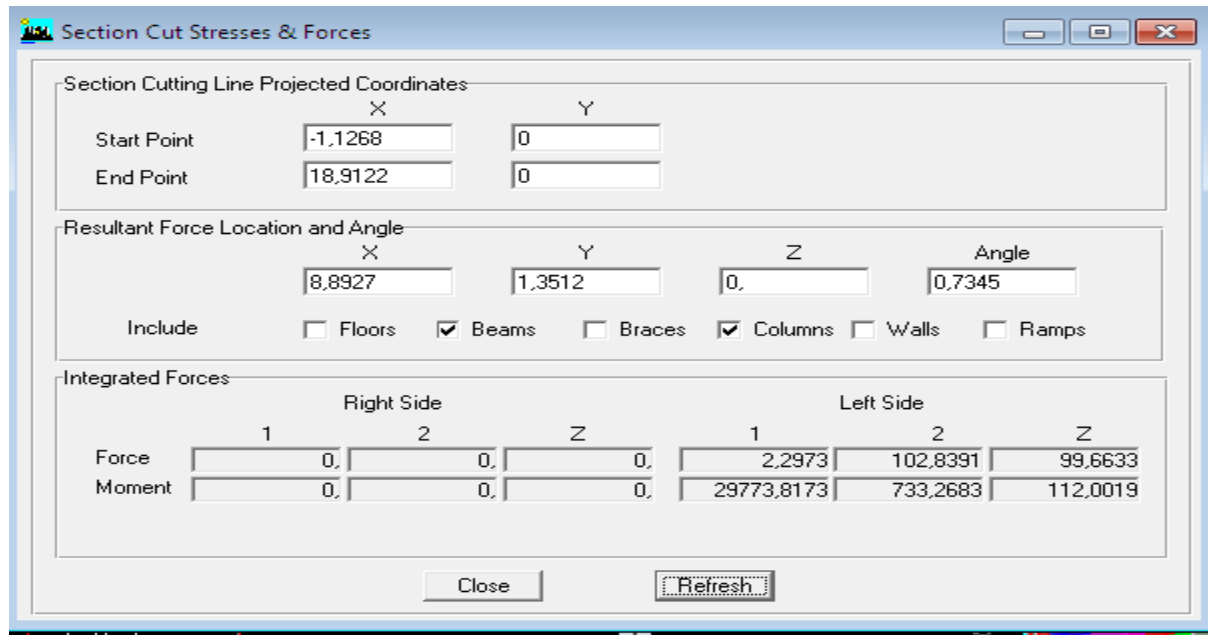 Section Cut Stresses & Forces
Section Cutting Line Projected Coordinates
X Y
Start Point -1,1268 0
End Point 18,9122 0
Resultant Force Location and Angle
X Y Z Angle
8,8927 1,3512 0, 0,7345
Include Floors Beams Braces Columns Walls Ramps
Integrated Forces
Right Side Left Side
1 2 Z 1 2 Z
Force 0, 0, 0, 2,2973 102,8391 99,6633
Moment 0, 0, 0, 29773,8173 733,2683 112,0019
Close Refresh